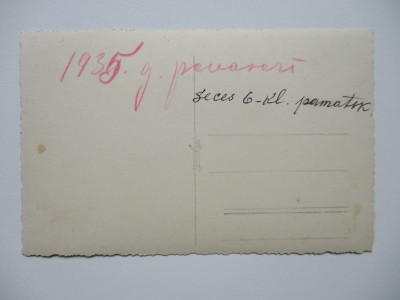 1935. g. pavasarī
Seces 6-kl. pamatsk.